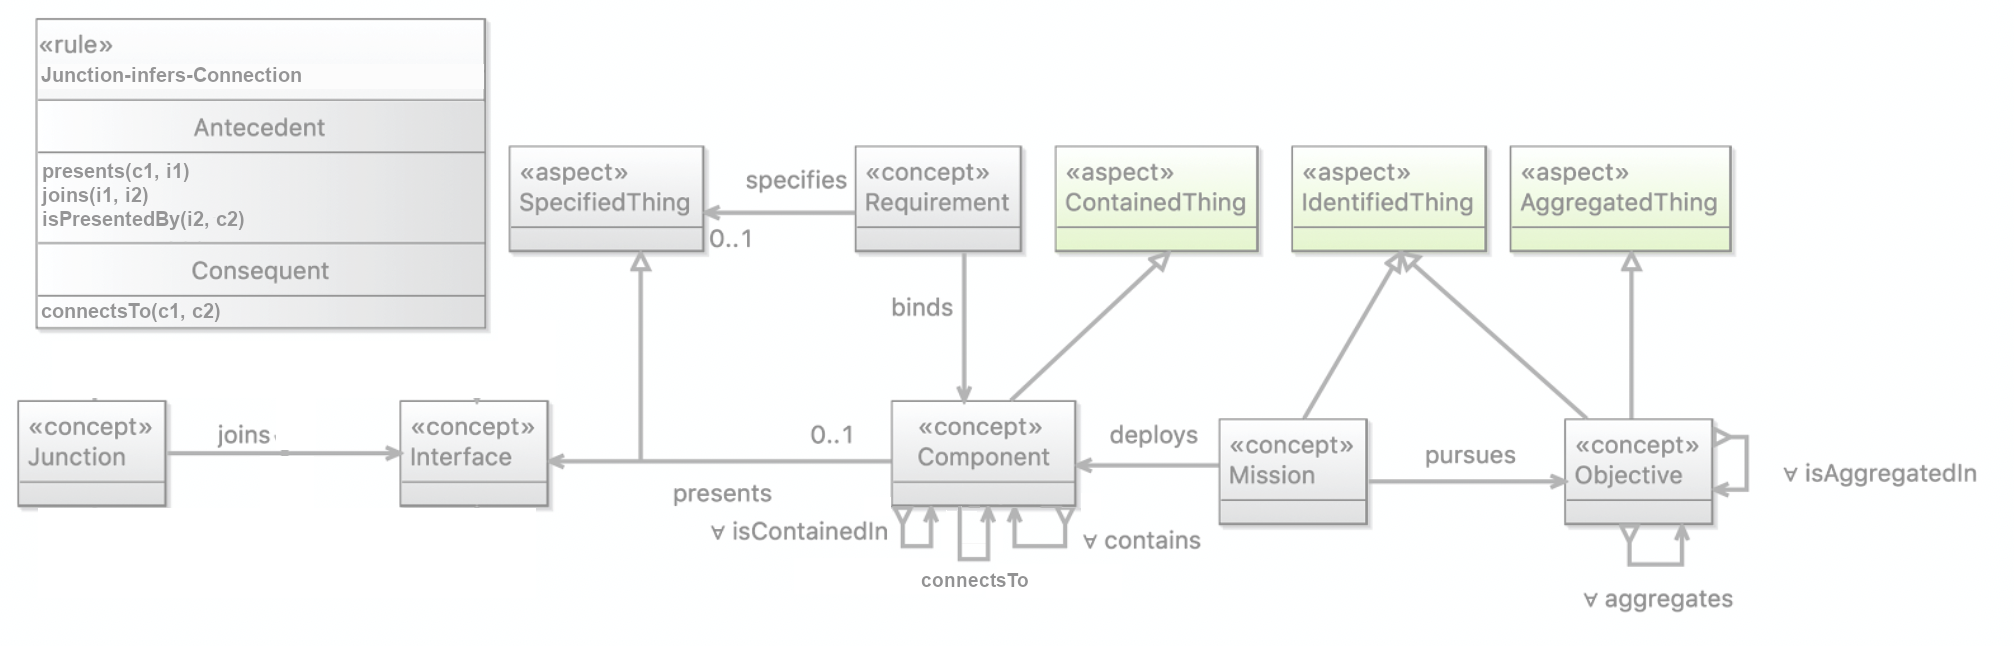 «rule»
Junction-infers-Connection
Antecedent
presents(c1, i1)
joins(i1, i2)
isPresentedBy(i2, c2)
Consequent
connectsTo(c1, c2)
«aspect»
SpecifiedThing
specifies
0..1
«concept»
Requirement
«aspect»
ContainedThing
«aspect»
IdentifiedThing
«aspect»
AggregatedThing
binds
«concept»
Junction
joins
«concept»
Interface
0..1
presents
«concept»
Component
deploys
«concept»
Mission
pursues
«concept»
Objective
∀ isAggregatedIn
∀ isContainedIn
connectsTo
∀ contains
∀ aggregates